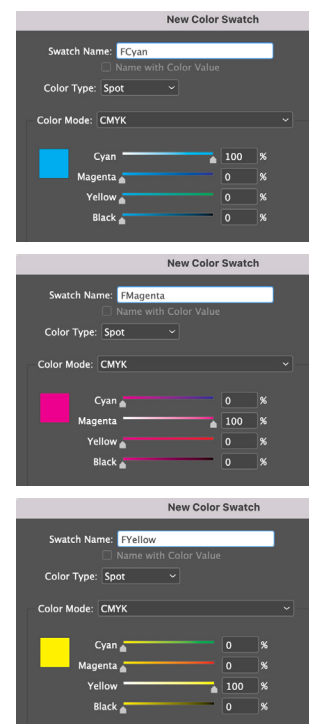 New Color Swatch
Swatch Name: FCyan
Name with Color Value
Color Type: Spot
Color Mode: CMYK
Cyan 100 %
Magenta 0 %
Yellow 0 %
Black 0 %
New Color Swatch
Swatch Name: FMagenta
Name with Color Value
Color Type: Spot
Color Mode: CMYK
Cyan 0 %
Magenta 100 %
Yellow 0 %
Black 0 %
New Color Swatch
Swatch Name: FYellow
Name with Color Value
Color Type: Spot
Color Mode: CMYK
Cyan 0 %
Magenta 0 %
Yellow 100 %
Black 0 %